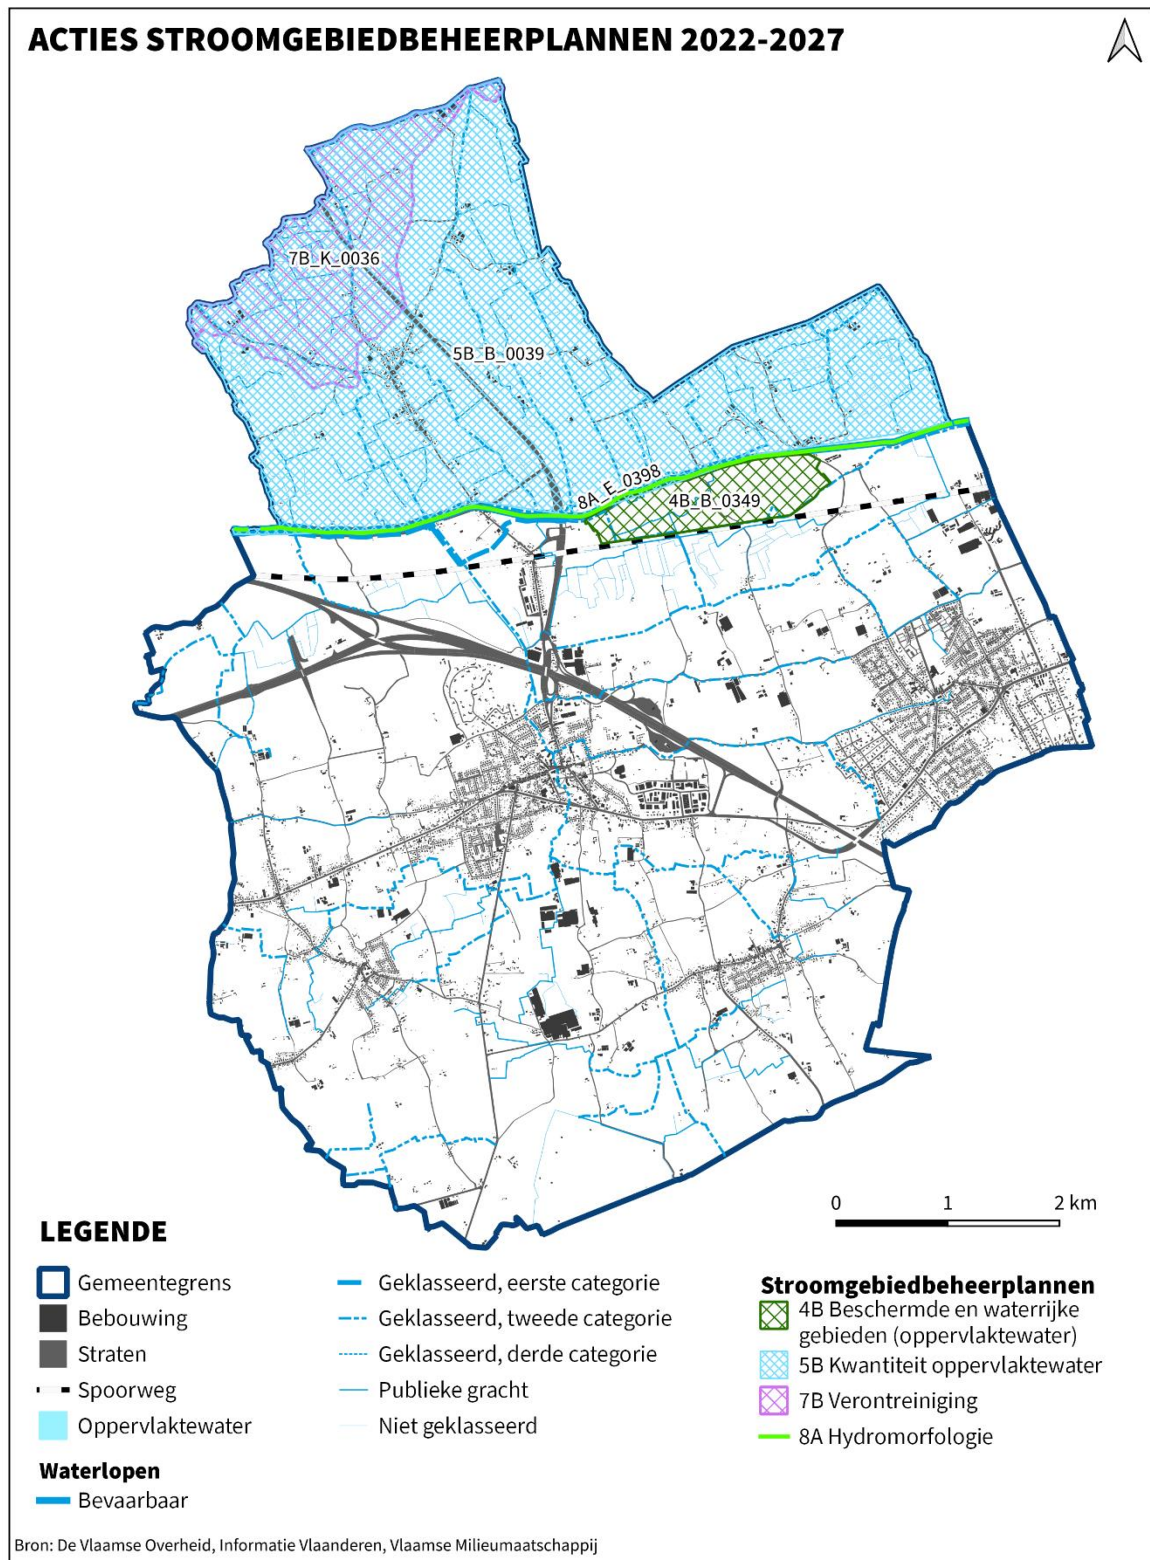 ACTIES STROOMGEBIEDBEHEERPLANNEN 2022-2027
7B_K_0036
5B_B_0039
8A_E_0398
4B_B_0349
0 1 2 km
LEGENDE
Gemeentegrens
Bebouwing
Straten
Spoorweg
Oppervlaktewater
Waterlopen
Bevaarbaar
Geklasseerd, eerste categorie
Geklasseerd, tweede categorie
Geklasseerd, derde categorie
Publieke gracht
Niet geklasseerd
Stroomgebiedbeheerplannen
4B Beschermde en waterrijke
gebieden (oppervlaktewater)
5B Kwantiteit oppervlaktewater
7B Verontreiniging
8A Hydromorfologie
Bron: De Vlaamse Overheid, Informatie Vlaanderen, Vlaamse Milieumaatschappij